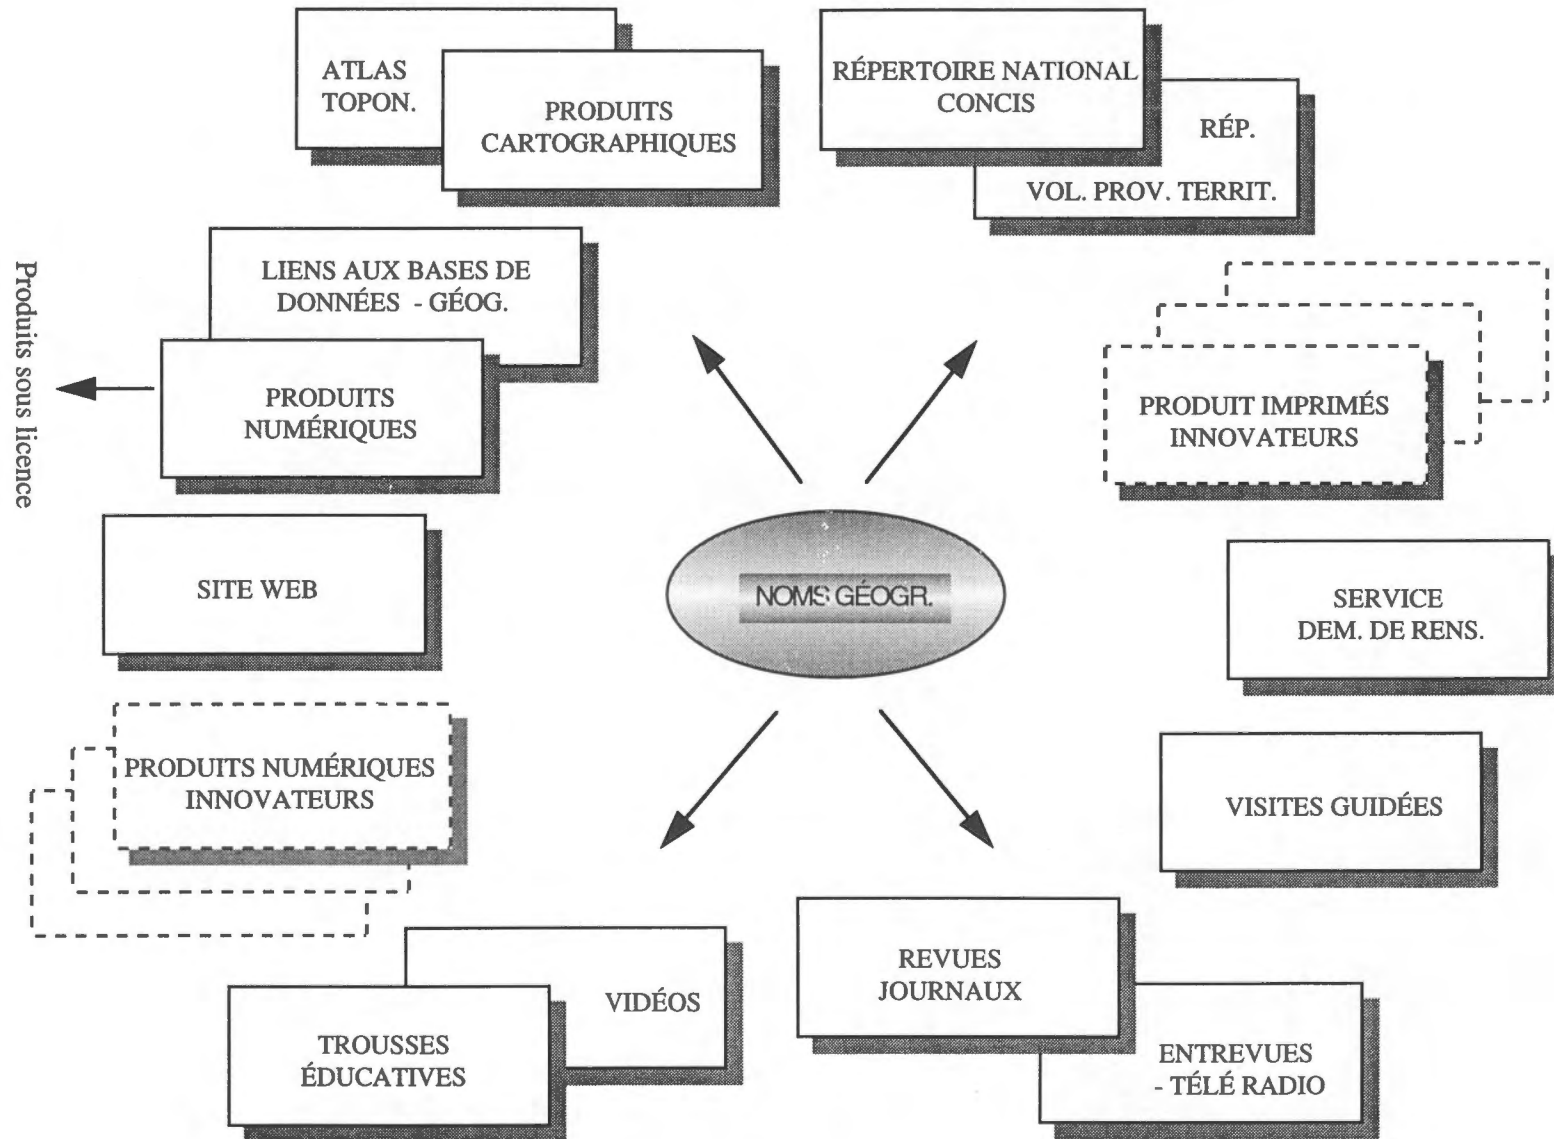 ATLAS
TOPON.
PRODUITS
CARTOGRAPHIQUES
RÉPERTOIRE NATIONAL
CONCIS
RÉP.
VOL. PROV. TERRIT.
LIENS AUX BASES DE
DONNÉES - GÉOG.
PRODUITS
NUMÉRIQUES
Produits sous licence
PRODUIT IMPRIMÉS
INNOVATEURS
SITE WEB
NOMS GÉOGR.
SERVICE
DEM. DE RENS.
PRODUITS NUMÉRIQUES
INNOVATEURS
VISITES GUIDÉES
VIDÉOS
TROUSSES
ÉDUCATIVES
REVUES
JOURNAUX
ENTREVUES
- TÉLÉ RADIO